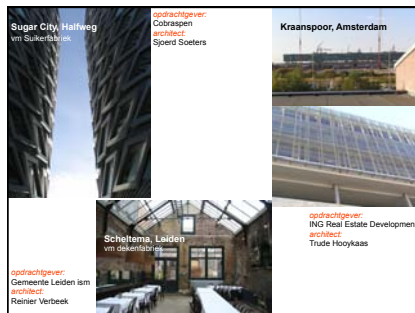 Sugar City, Halfweg
vm Suikerfabriek
opdrachtgever:
Cobraspen
architect:
Sjoerd Soeters
Kraanspoor, Amsterdam
opdrachtgever:
ING Real Estate Developmen
architect:
Trude Hooykaas
Scheltema, Leiden
vm dekenfabriek
opdrachtgever:
Gemeente Leiden ism
architect:
Reinier Verbeek